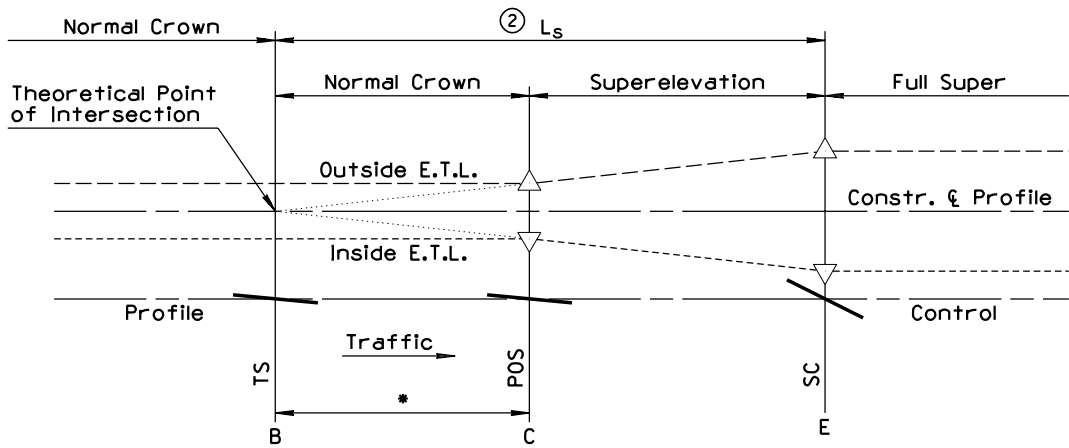 ② Ls
Normal Crown
Normal Crown
Superelevation
Full Super
Theoretical Point
of Intersection
Outside E.T.L.
Constr. ℄ Profile
Inside E.T.L.
Profile
Control
Traffic
TS
POS
SC
*
B
C
E